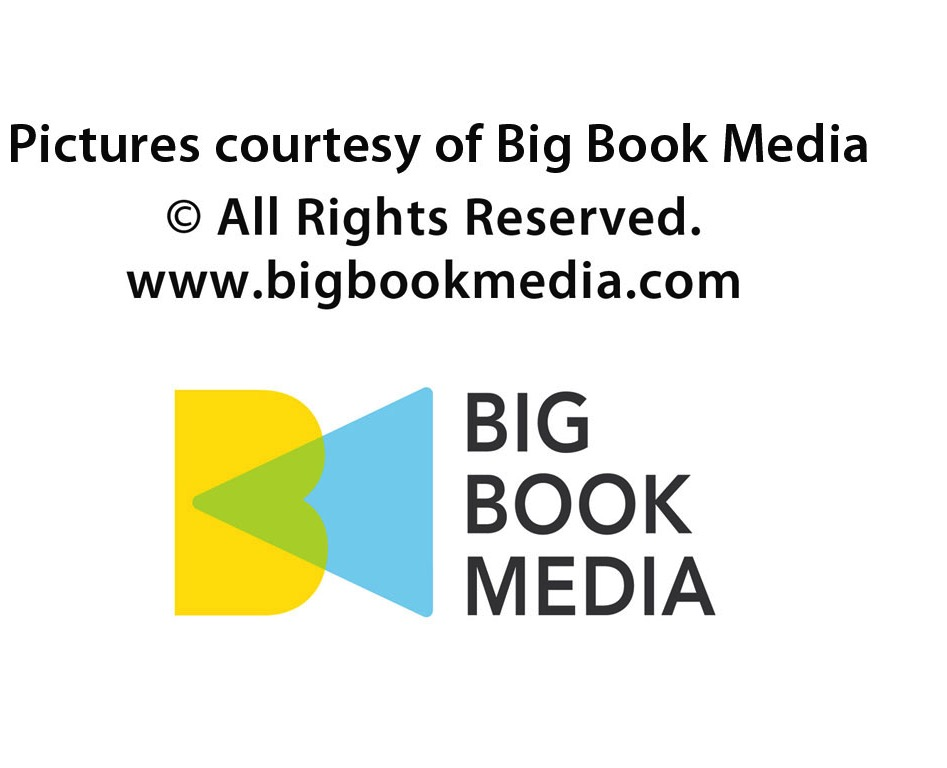 Pictures courtesy of Big Book Media
© All Rights Reserved.
www.bigbookmedia.com
BIG
BOOK
MEDIA